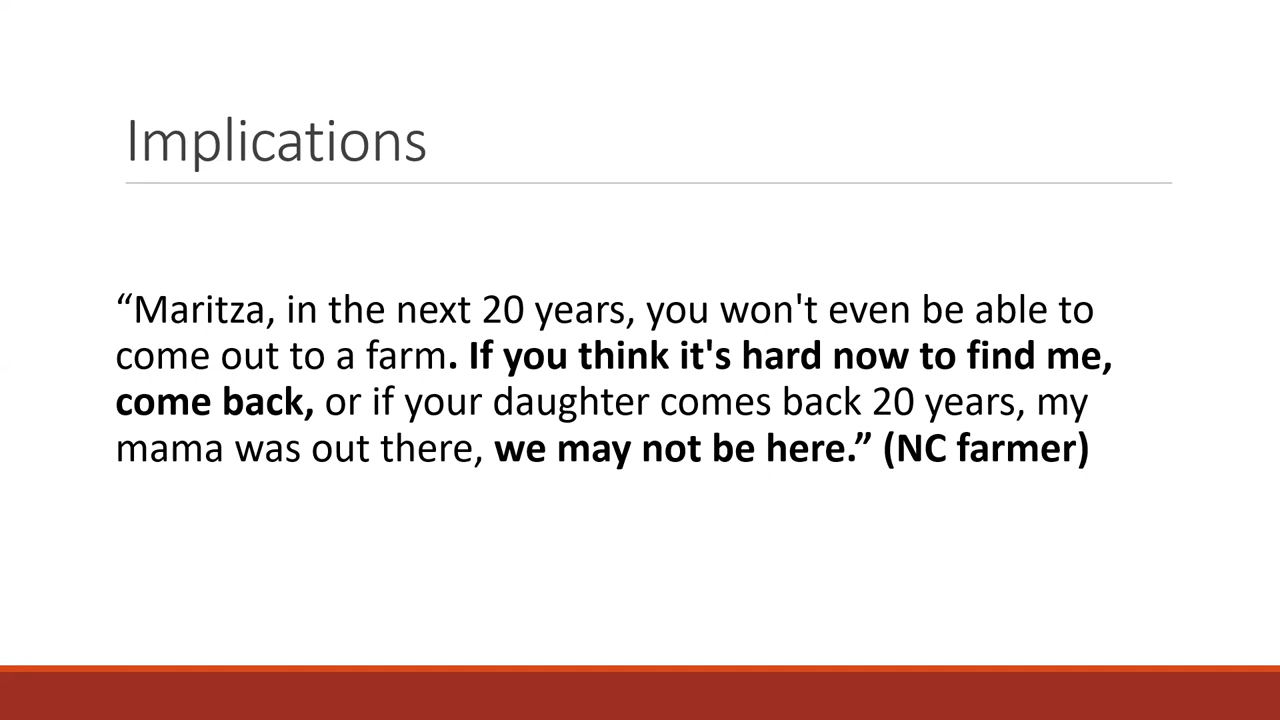 Implications
“Maritza, in the next 20 years, you won't even be able to
come out to a farm. If you think it's hard now to find me,
come back, or if your daughter comes back 20 years, my
mama was out there, we may not be here.” (NC farmer)